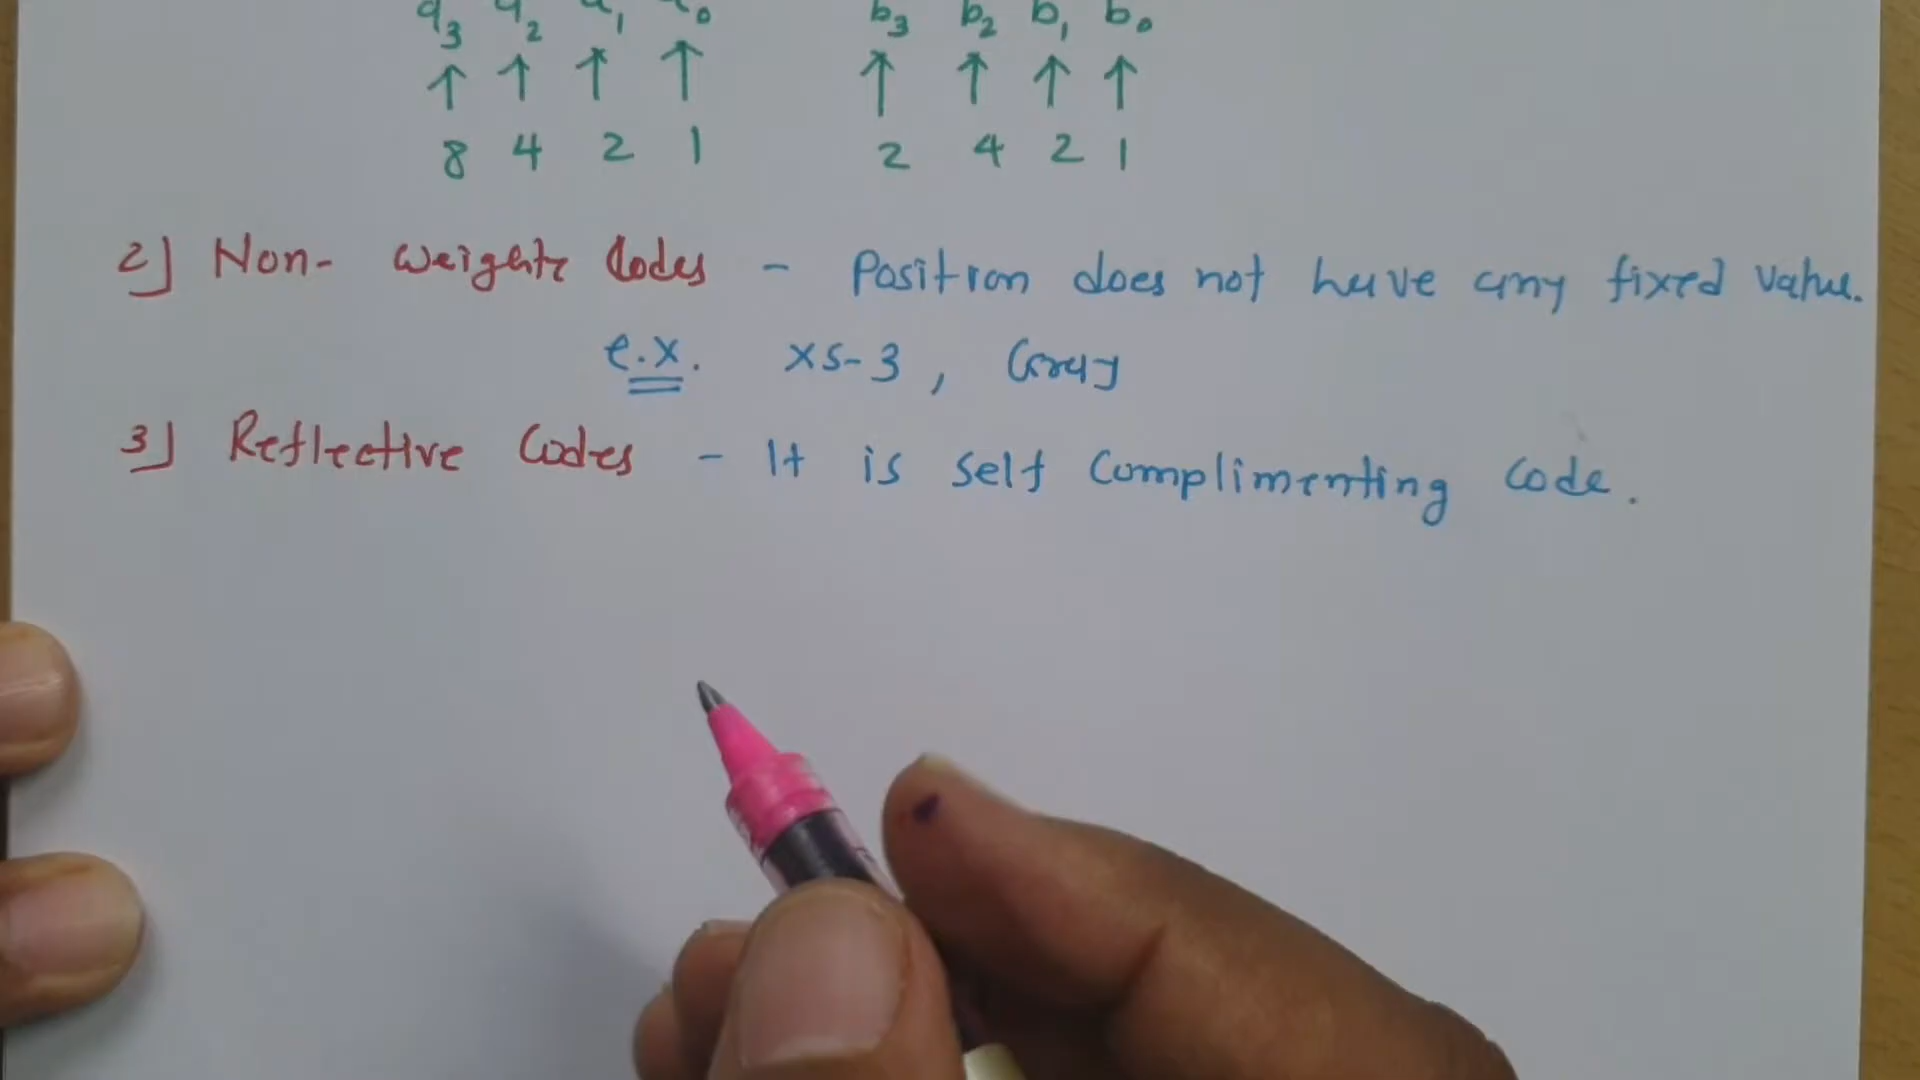 a3 a2 a1 a0 b3 b2 b1 b0
↑ ↑ ↑ ↑ ↑ ↑ ↑ ↑
8 4 2 1 2 4 2 1
2] Non- weighte Codes - Position does not have any fixed value.
e.x. xs-3, Gray
3] Reflective Codes - It is self complimenting code.